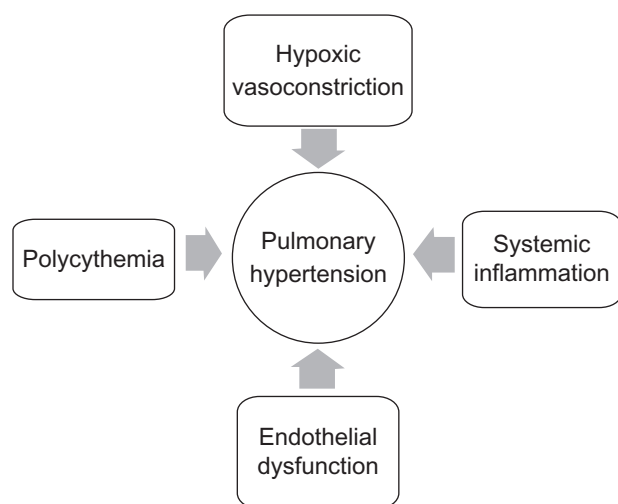 Hypoxic
vasoconstriction
Polycythemia
Pulmonary
hypertension
Systemic
inflammation
Endothelial
dysfunction